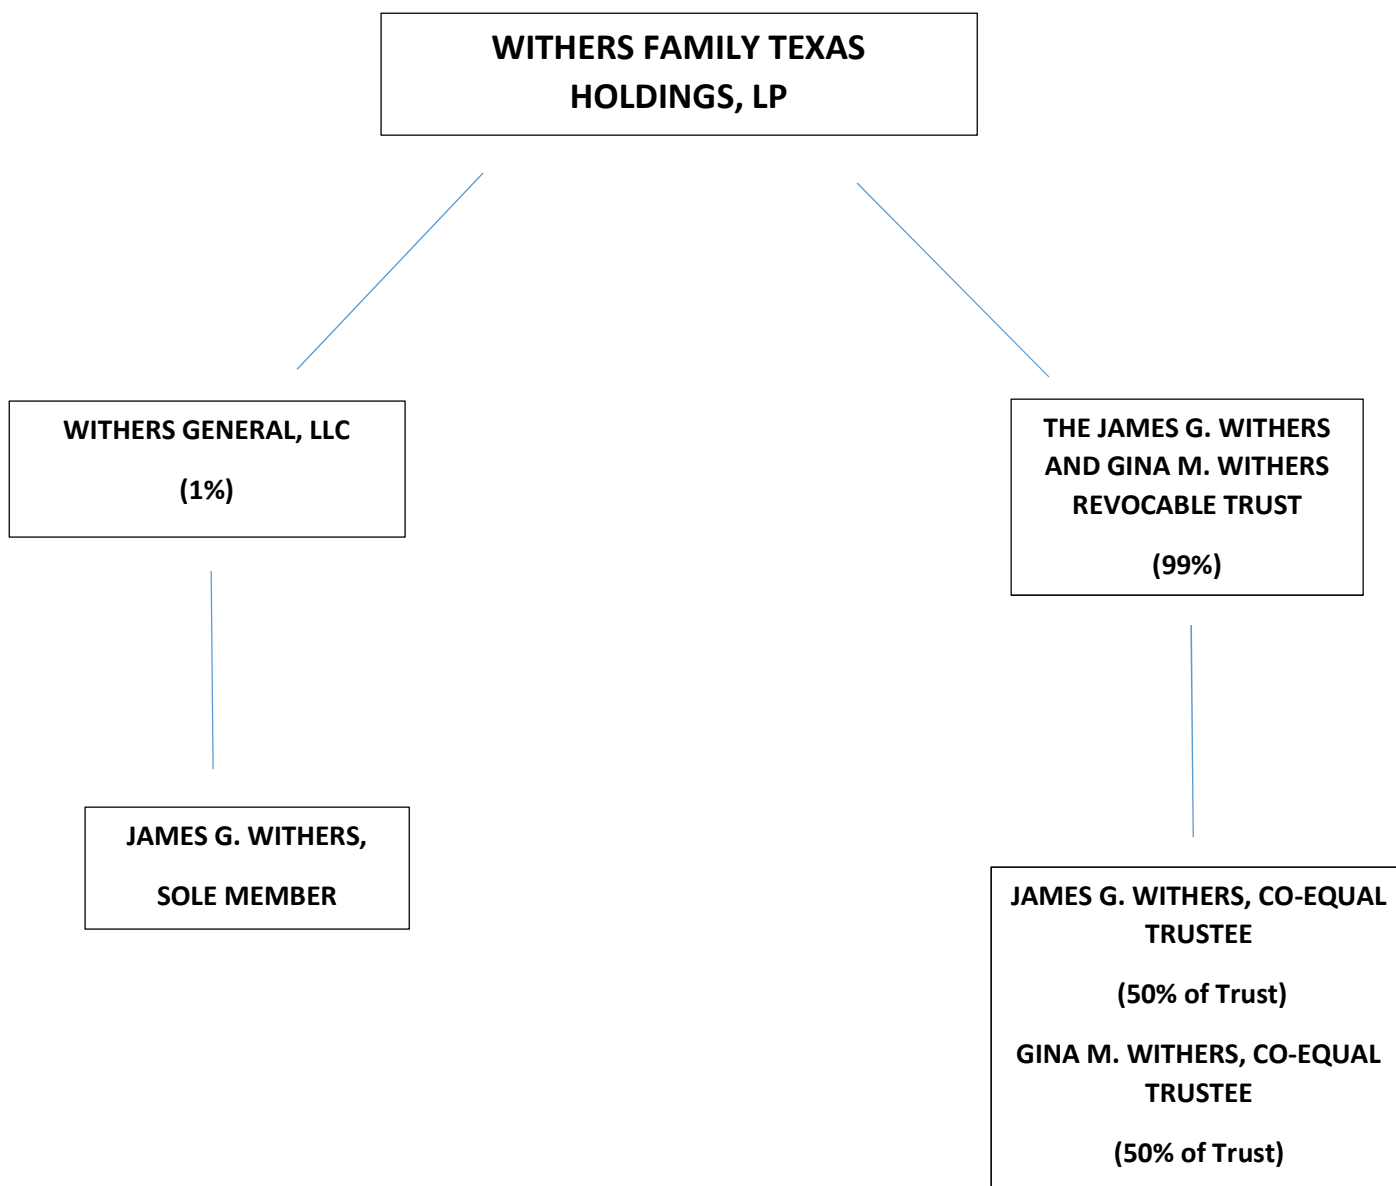 WITHERS FAMILY TEXAS
HOLDINGS, LP
WITHERS GENERAL, LLC
(1%)
THE JAMES G. WITHERS
AND GINA M. WITHERS
REVOCABLE TRUST
(99%)
JAMES G. WITHERS,
SOLE MEMBER
JAMES G. WITHERS, CO-EQUAL
TRUSTEE
(50% of Trust)
GINA M. WITHERS, CO-EQUAL
TRUSTEE
(50% of Trust)